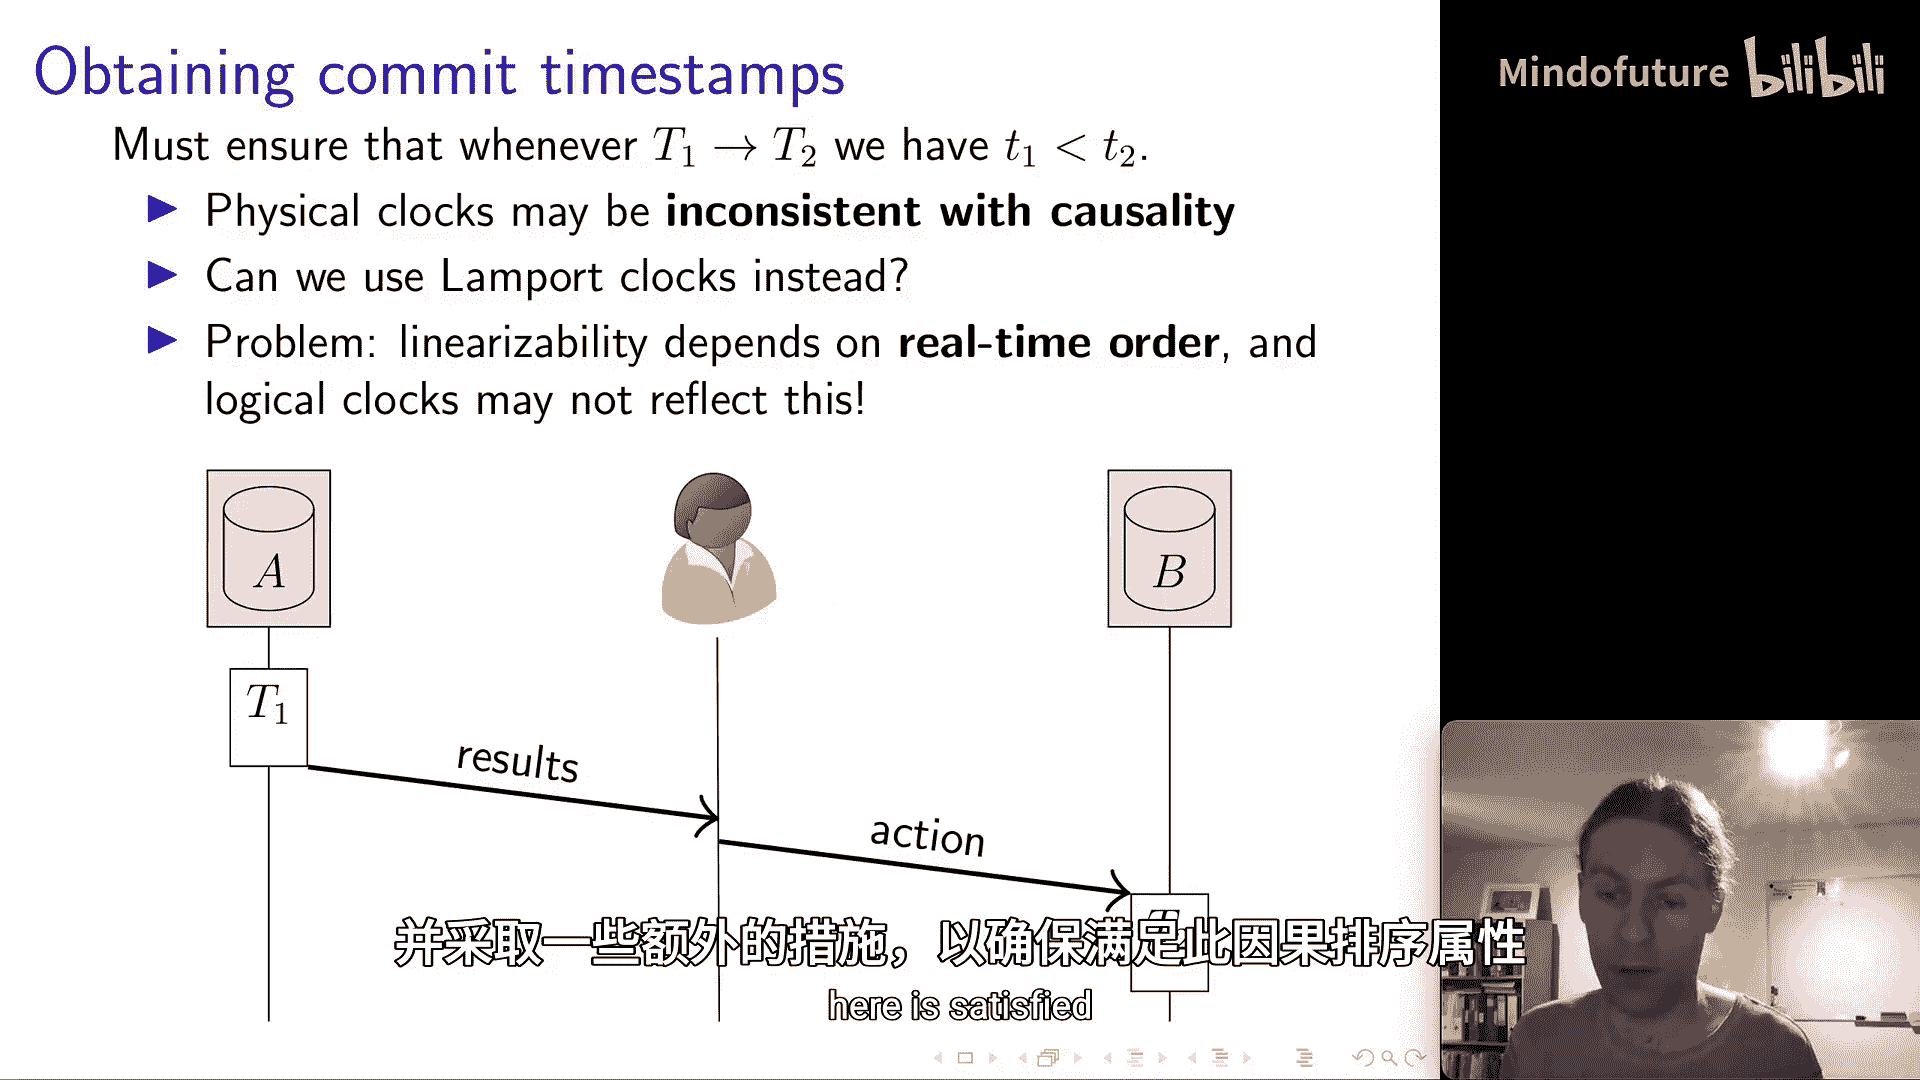 Obtaining commit timestamps
Mindofuture bilibili
Must ensure that whenever T₁ → T₂ we have t₁ < t₂.
Physical clocks may be inconsistent with causality
Can we use Lamport clocks instead?
Problem: linearizability depends on real-time order, and
logical clocks may not reflect this!
A
B
T₁
results
action
并采取一些额外的措施，以确保满足此因果排序属性
here is satisfied